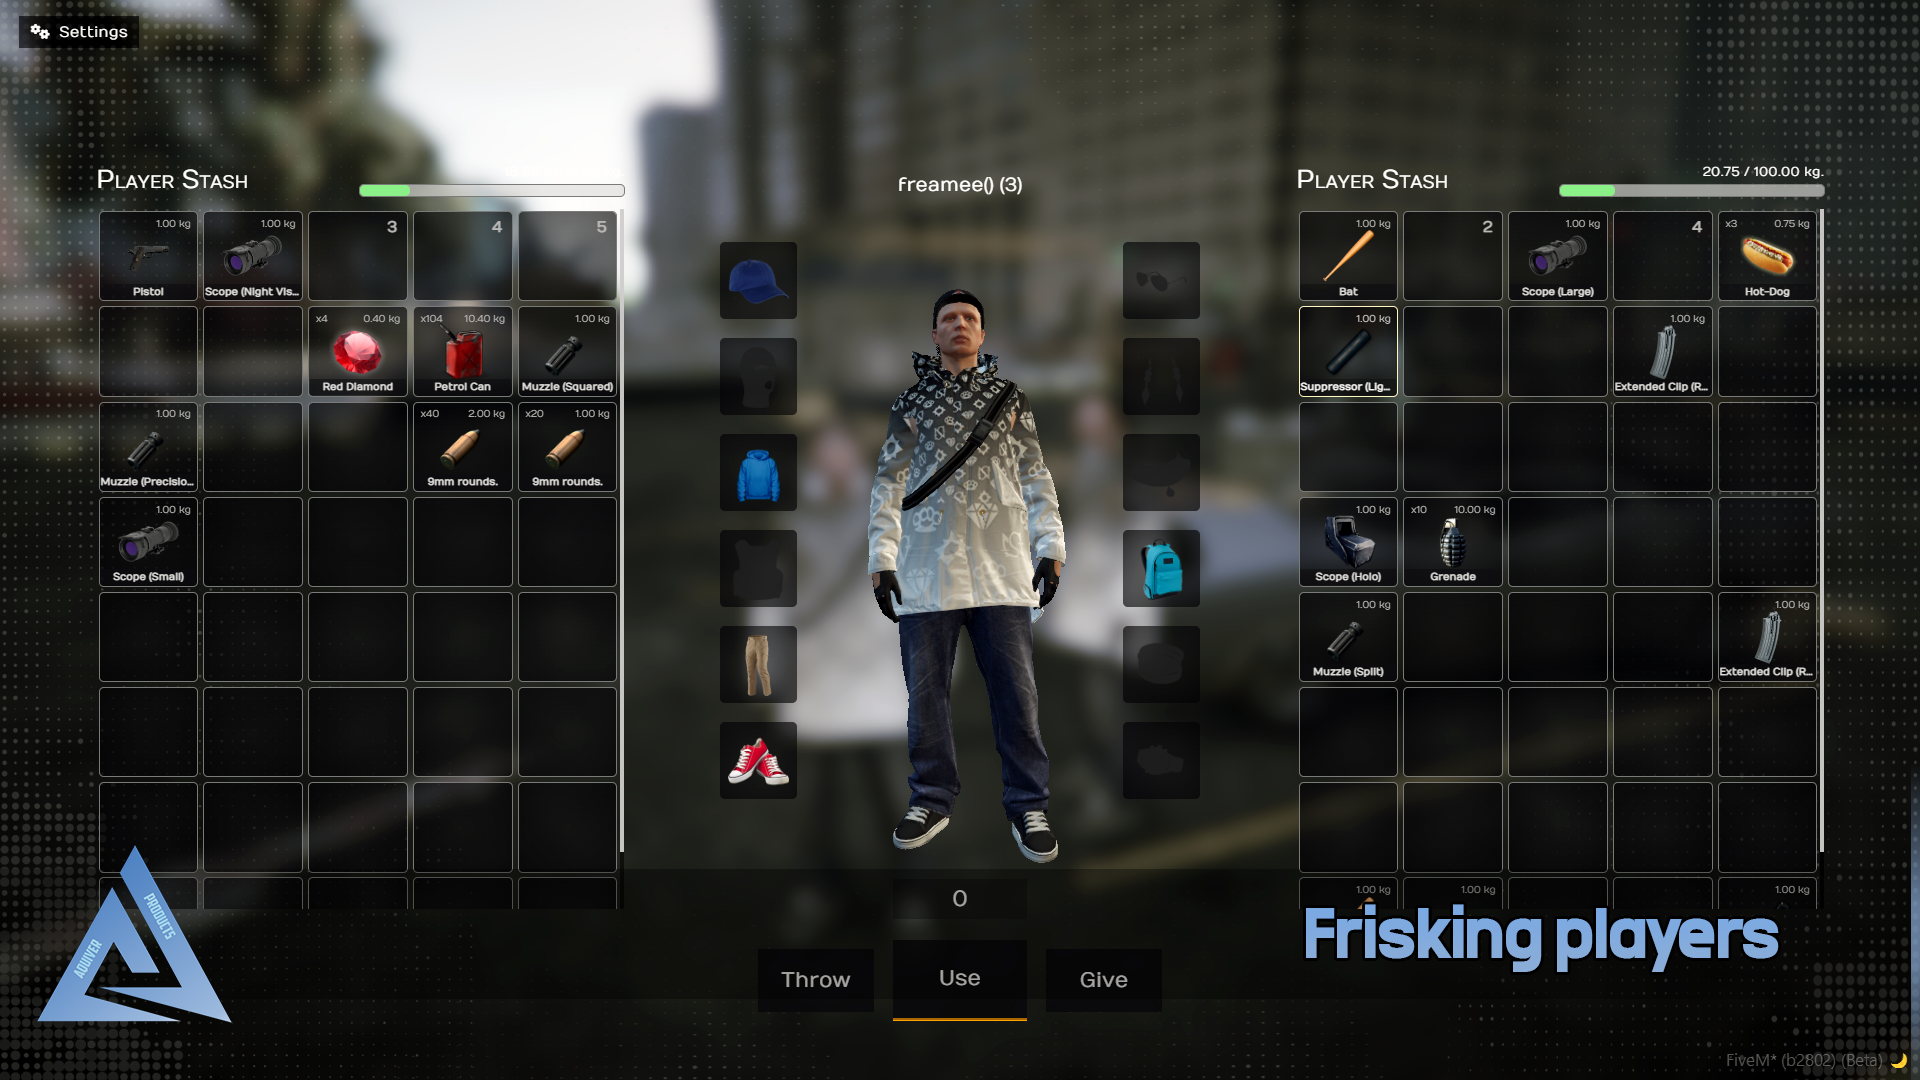 Settings
Player Stash
freamee() (3)
Player Stash
20.75 / 100.00 kg.
1.00 kg
Pistol
1.00 kg
Scope (Night Vis...
3
4
5
x4 0.40 kg
Red Diamond
x104 10.40 kg
Petrol Can
1.00 kg
Muzzle (Squared)
1.00 kg
Muzzle (Precisio...
x40 2.00 kg
9mm rounds.
x20 1.00 kg
9mm rounds.
1.00 kg
Scope (Small)
1.00 kg
Bat
2
1.00 kg
Scope (Large)
4
x3 0.75 kg
Hot-Dog
1.00 kg
Suppressor (Lig...
1.00 kg
Extended Clip (R...
1.00 kg
Scope (Holo)
x10 10.00 kg
Grenade
1.00 kg
Muzzle (Split)
1.00 kg
Extended Clip (R...
1.00 kg
1.00 kg
1.00 kg
0
Throw
Use
Give
AQUIVER
PRODUCTS
Frisking players
FiveM* (b2802) (Beta)